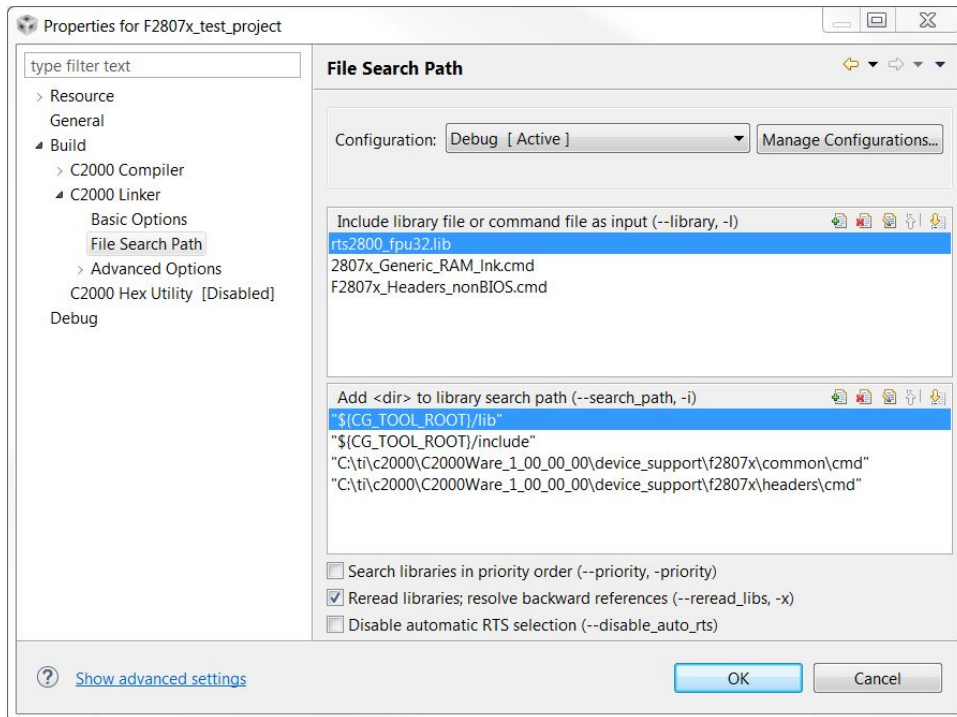 Properties for F2807x_test_project
type filter text
Resource
General
Build
C2000 Compiler
C2000 Linker
Basic Options
File Search Path
Advanced Options
C2000 Hex Utility [Disabled]
Debug
File Search Path
Configuration: Debug [ Active ] Manage Configurations...
Include library file or command file as input (--library, -l)
rts2800_fpu32.lib
2807x_Generic_RAM_lnk.cmd
F2807x_Headers_nonBIOS.cmd
Add <dir> to library search path (--search_path, -i)
"${CG_TOOL_ROOT}/lib"
"${CG_TOOL_ROOT}/include"
"C:\ti\c2000\C2000Ware_1_00_00_00\device_support\f2807x\common\cmd"
"C:\ti\c2000\C2000Ware_1_00_00_00\device_support\f2807x\headers\cmd"
Search libraries in priority order (--priority, -priority)
Reread libraries; resolve backward references (--reread_libs, -x)
Disable automatic RTS selection (--disable_auto_rts)
Show advanced settings
OK Cancel